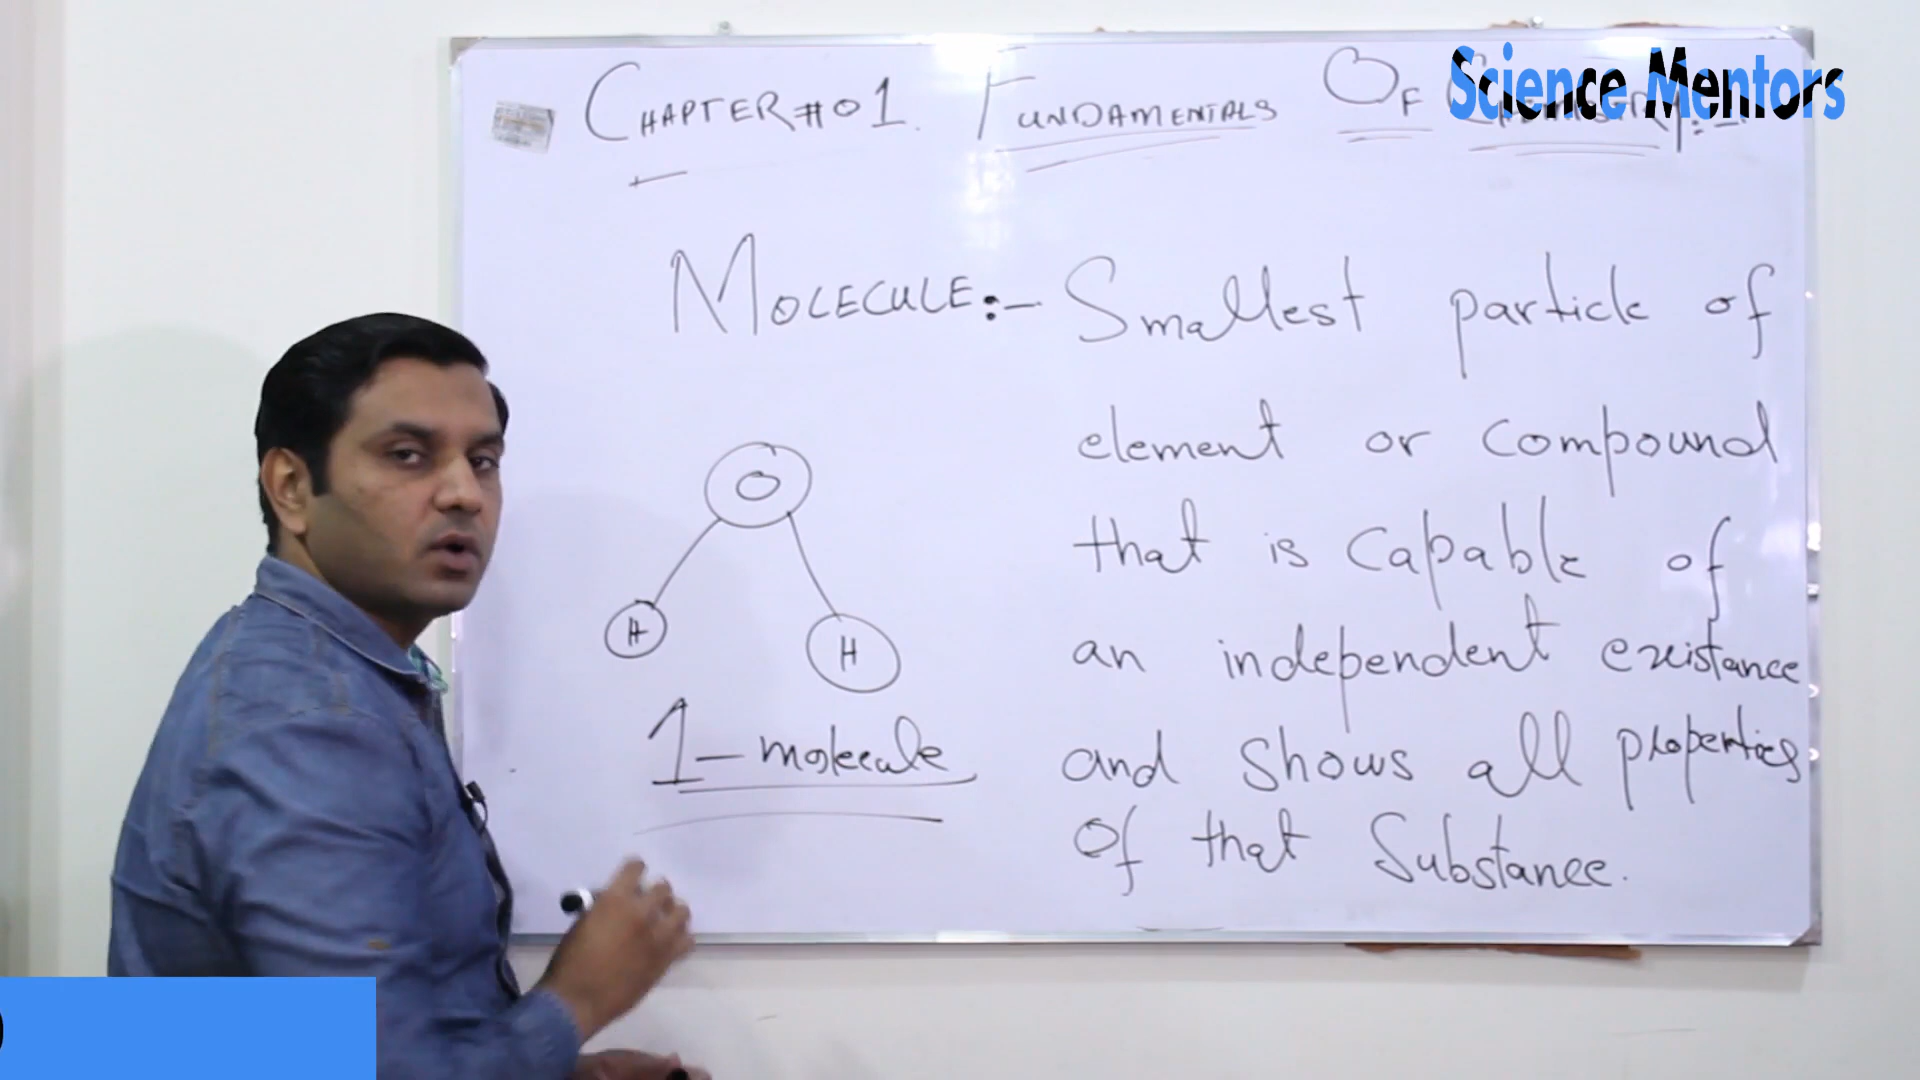 Science Mentors
CHAPTER #01. FUNDAMENTALS OF
MOLECULE:- Smallest particle of
element or compound
that is capable of
an independent existance
and shows all properties
of that substance.
O
H H
1-molecule